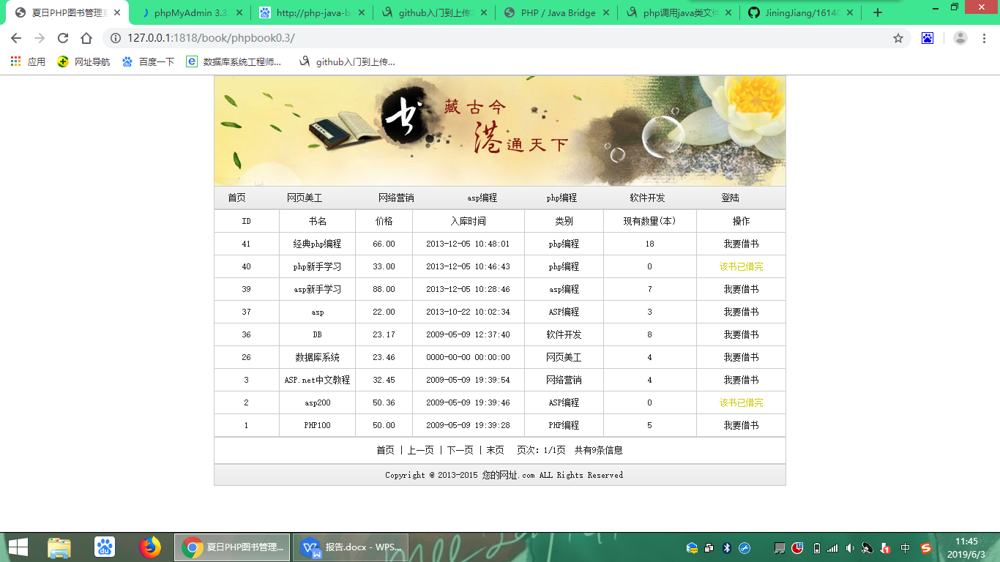 夏日PHP图书管理系 phpMyAdmin 3.3. http://php-java-b github入门到上传本 PHP / Java Bridge php调用java类文件 JiningJiang/16140
127.0.0.1:1818/book/phpbook0.3/
应用 网址导航 百度一下 数据库系统工程师... github入门到上传...
书 藏古今
港通天下
首页 网页美工 网络营销 asp编程 php编程 软件开发 登陆
ID 书名 价格 入库时间 类别 现有数量(本) 操作
41 经典php编程 66.00 2013-12-05 10:48:01 php编程 18 我要借书
40 php新手学习 33.00 2013-12-05 10:46:43 php编程 0 该书已借完
39 asp新手学习 88.00 2013-12-05 10:28:46 asp编程 7 我要借书
37 asp 22.00 2013-10-22 10:02:34 ASP编程 3 我要借书
36 DB 23.17 2009-05-09 12:37:40 软件开发 8 我要借书
26 数据库系统 23.46 0000-00-00 00:00:00 网页美工 4 我要借书
3 ASP.net中文教程 32.45 2009-05-09 19:39:54 网络营销 4 我要借书
2 asp200 50.36 2009-05-09 19:39:46 ASP编程 0 该书已借完
1 PHP100 50.00 2009-05-09 19:39:28 PHP编程 5 我要借书
首页 | 上一页 | 下一页 | 末页 页次：1/1页 共有9条信息
Copyright @ 2013-2015 您的网址.com ALL Rights Reserved
夏日PHP图书管理... 报告.docx - WPS... 中 11:45
2019/6/3